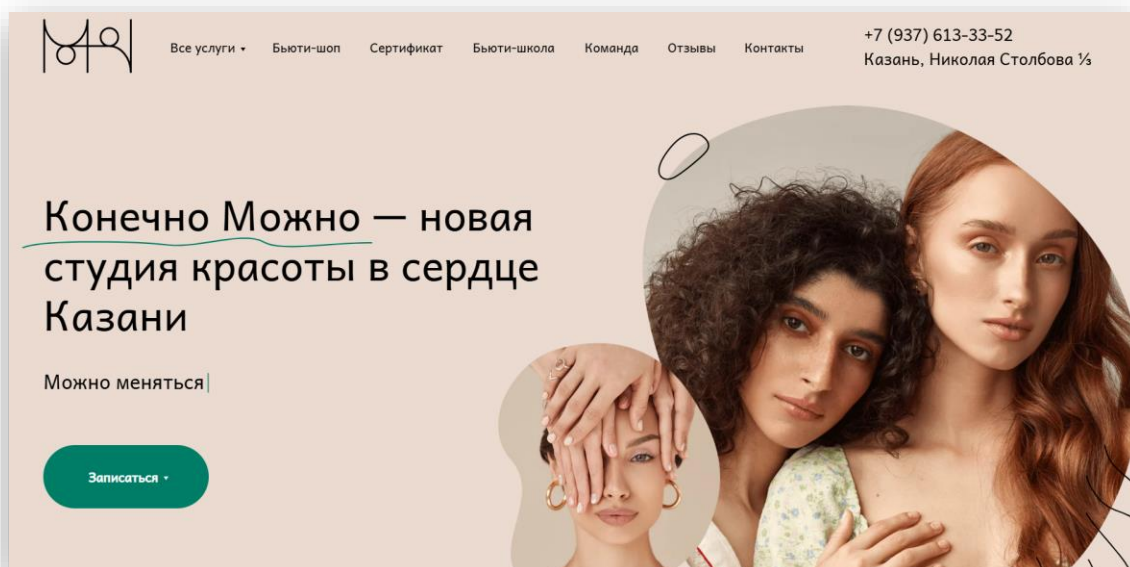 Все услуги ▾ Бьюти-шоп Сертификат Бьюти-школа Команда Отзывы Контакты
+7 (937) 613-33-52
Казань, Николая Столбова ⅓
Конечно Можно — новая
студия красоты в сердце
Казани
Можно меняться
Записаться